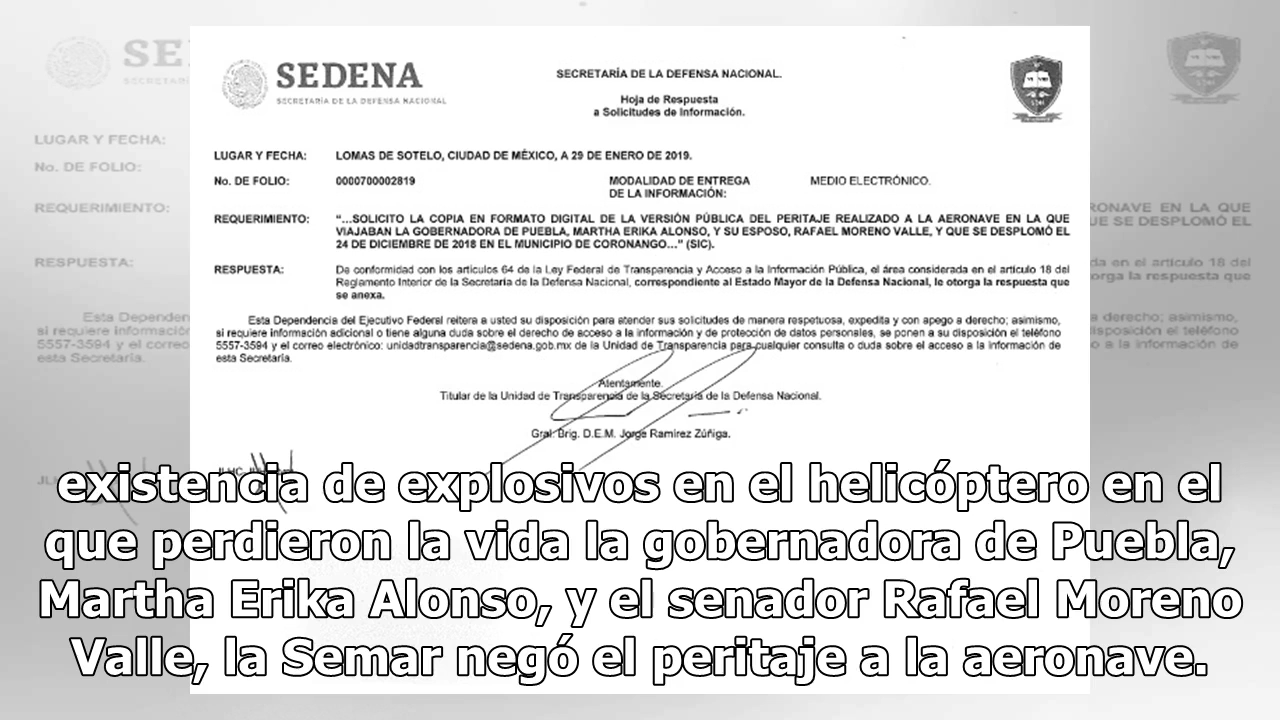 SEDENA
SECRETARÍA DE LA DEFENSA NACIONAL
SECRETARÍA DE LA DEFENSA NACIONAL.
Hoja de Respuesta
a Solicitudes de Información.
LUGAR Y FECHA: LOMAS DE SOTELO, CIUDAD DE MÉXICO, A 29 DE ENERO DE 2019.
No. DE FOLIO: 0000700002819 MODALIDAD DE ENTREGA MEDIO ELECTRÓNICO.
DE LA INFORMACIÓN:
REQUERIMIENTO: "...SOLICITO LA COPIA EN FORMATO DIGITAL DE LA VERSIÓN PÚBLICA DEL PERITAJE REALIZADO A LA AERONAVE EN LA QUE
VIAJABAN LA GOBERNADORA DE PUEBLA, MARTHA ERIKA ALONSO, Y SU ESPOSO, RAFAEL MORENO VALLE, Y QUE SE DESPLOMÓ EL
24 DE DICIEMBRE DE 2018 EN EL MUNICIPIO DE CORONANGO..." (SIC).
RESPUESTA: De conformidad con los artículos 64 de la Ley Federal de Transparencia y Acceso a la Información Pública, el área considerada en el artículo 18 del
Reglamento Interior de la Secretaría de la Defensa Nacional, correspondiente al Estado Mayor de la Defensa Nacional, le otorga la respuesta que
se anexa.
Esta Dependencia del Ejecutivo Federal reitera a usted su disposición para atender sus solicitudes de manera respetuosa, expedita y con apego a derecho; asimismo,
si requiere información adicional o tiene alguna duda sobre el derecho de acceso a la información y de protección de datos personales, se ponen a su disposición el teléfono
5557-3594 y el correo electrónico: unidadtransparencia@sedena.gob.mx de la Unidad de Transparencia para cualquier consulta o duda sobre el acceso a la información de
esta Secretaría.
Atentamente.
Titular de la Unidad de Transparencia de la Secretaría de la Defensa Nacional.
Gral. Brig. D.E.M. Jorge Ramírez Zúñiga.
existencia de explosivos en el helicóptero en el
que perdieron la vida la gobernadora de Puebla,
Martha Erika Alonso, y el senador Rafael Moreno
Valle, la Semar negó el peritaje a la aeronave.